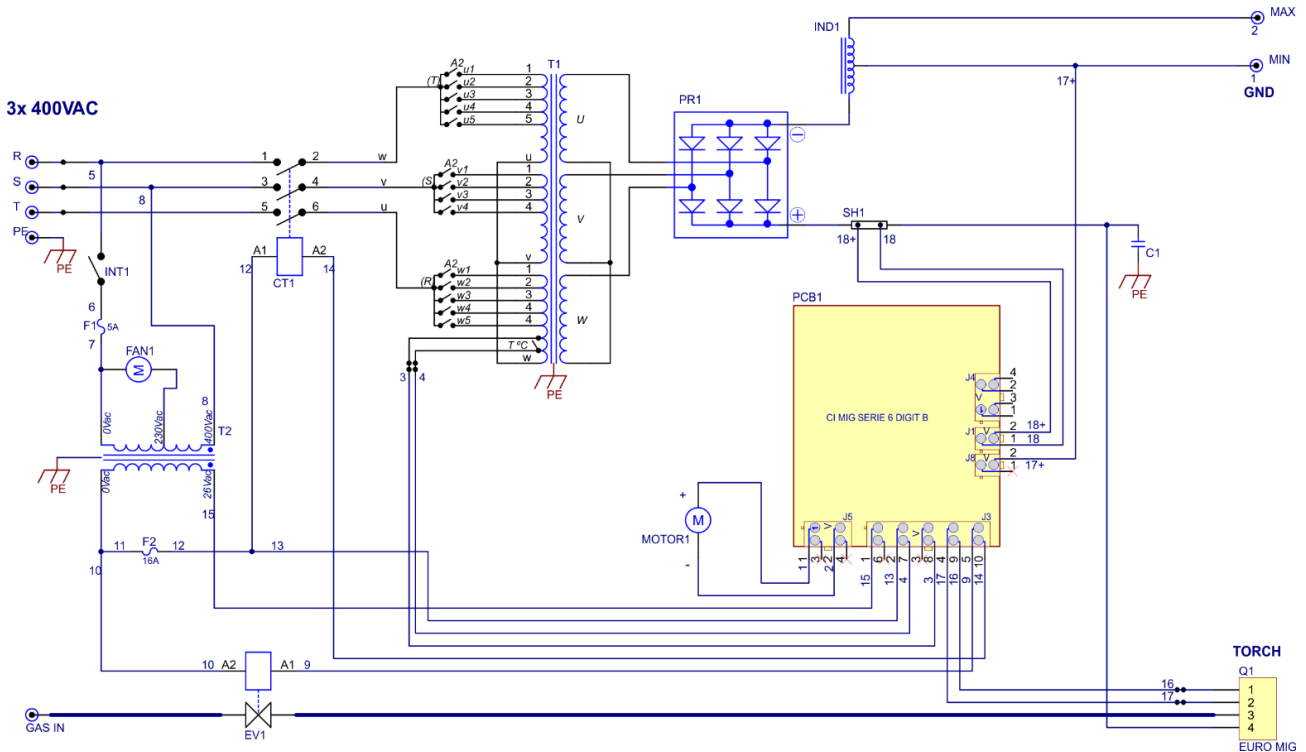 MAX
2
IND1
MIN
1
17+
GND
3x 400VAC
A2
T1
(T)
u1 1
u2 2
u3 3
u4 4
u5 5
U
u
PR1
R
S
T
PE
PE
5
8
1 2 w
3 4 v
5 6 u
A2
(S
v1 1
v2 2
v3 3
v4 4
V
v
A2
(R
w1 1
w2 2
w3 3
w4 4
w5 4
W
T ºC
w
3 4
PE
SH1
18+ 18
C1
PE
INT1
6
F1 5A
7
FAN1
M
A1 A2
12 14
CT1
8
0Vac
230Vac
400Vac
T2
PE
0Vac
26Vac
15
11 F2 12 13
16A
10
PCB1
CI MIG SERIE 6 DIGIT B
J4 4
2
V 3
1
J1 V 2 18+
1 18
J8 V 2
1 17+
+
M
MOTOR1
-
1 V J5
V J3
1 3 2 4
1 2
1 6 2 7 3 8 4 9 5 10
15 13 4 3 17 16 9 14
10 A2 A1 9
GAS IN
EV1
TORCH
Q1
16 1
17 2
3
4
EURO MIG